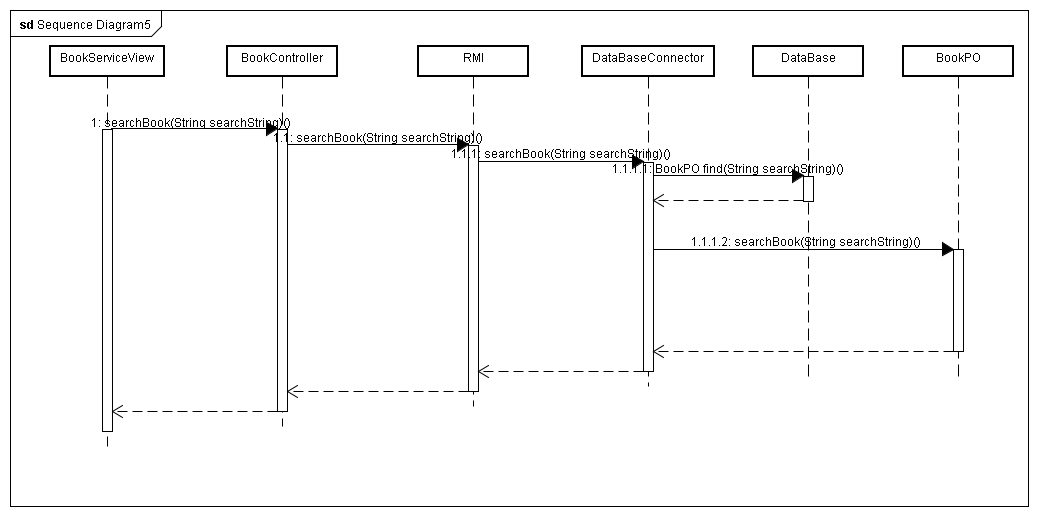 sd Sequence Diagram5
BookServiceView
BookController
RMI
DataBaseConnector
DataBase
BookPO
1: searchBook(String searchString)()
1.1: searchBook(String searchString)()
1.1.1: searchBook(String searchString)()
1.1.1.1: BookPO find(String searchString)()
1.1.1.2: searchBook(String searchString)()